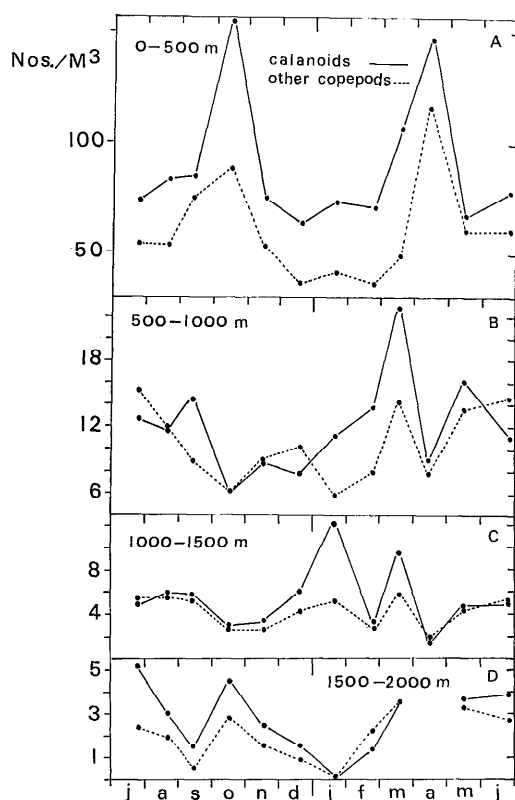 Nos./M³
0–500 m
A
calanoids
other copepods
100
50
500–1000 m
B
18
12
6
1000–1500 m
C
8
4
1500–2000 m
D
5
3
1
j a s o n d j f m a m j